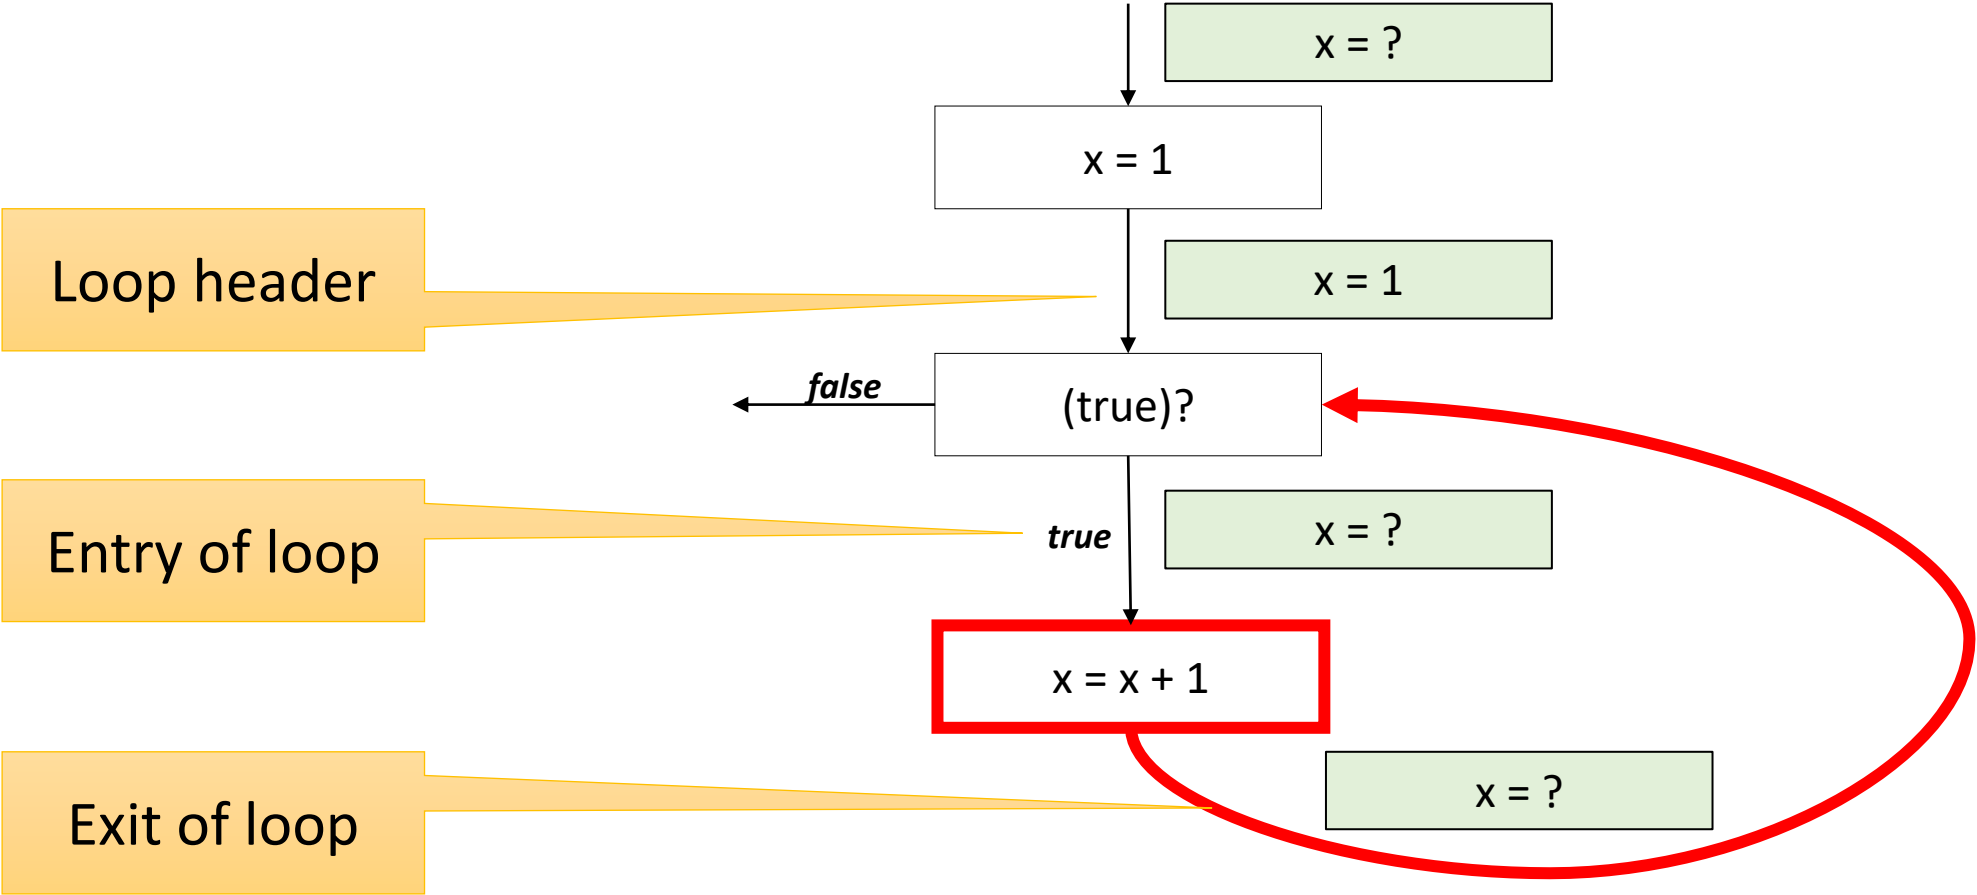 x = ?
x = 1
Loop header
x = 1
false
(true)?
Entry of loop
true
x = ?
x = x + 1
Exit of loop
x = ?